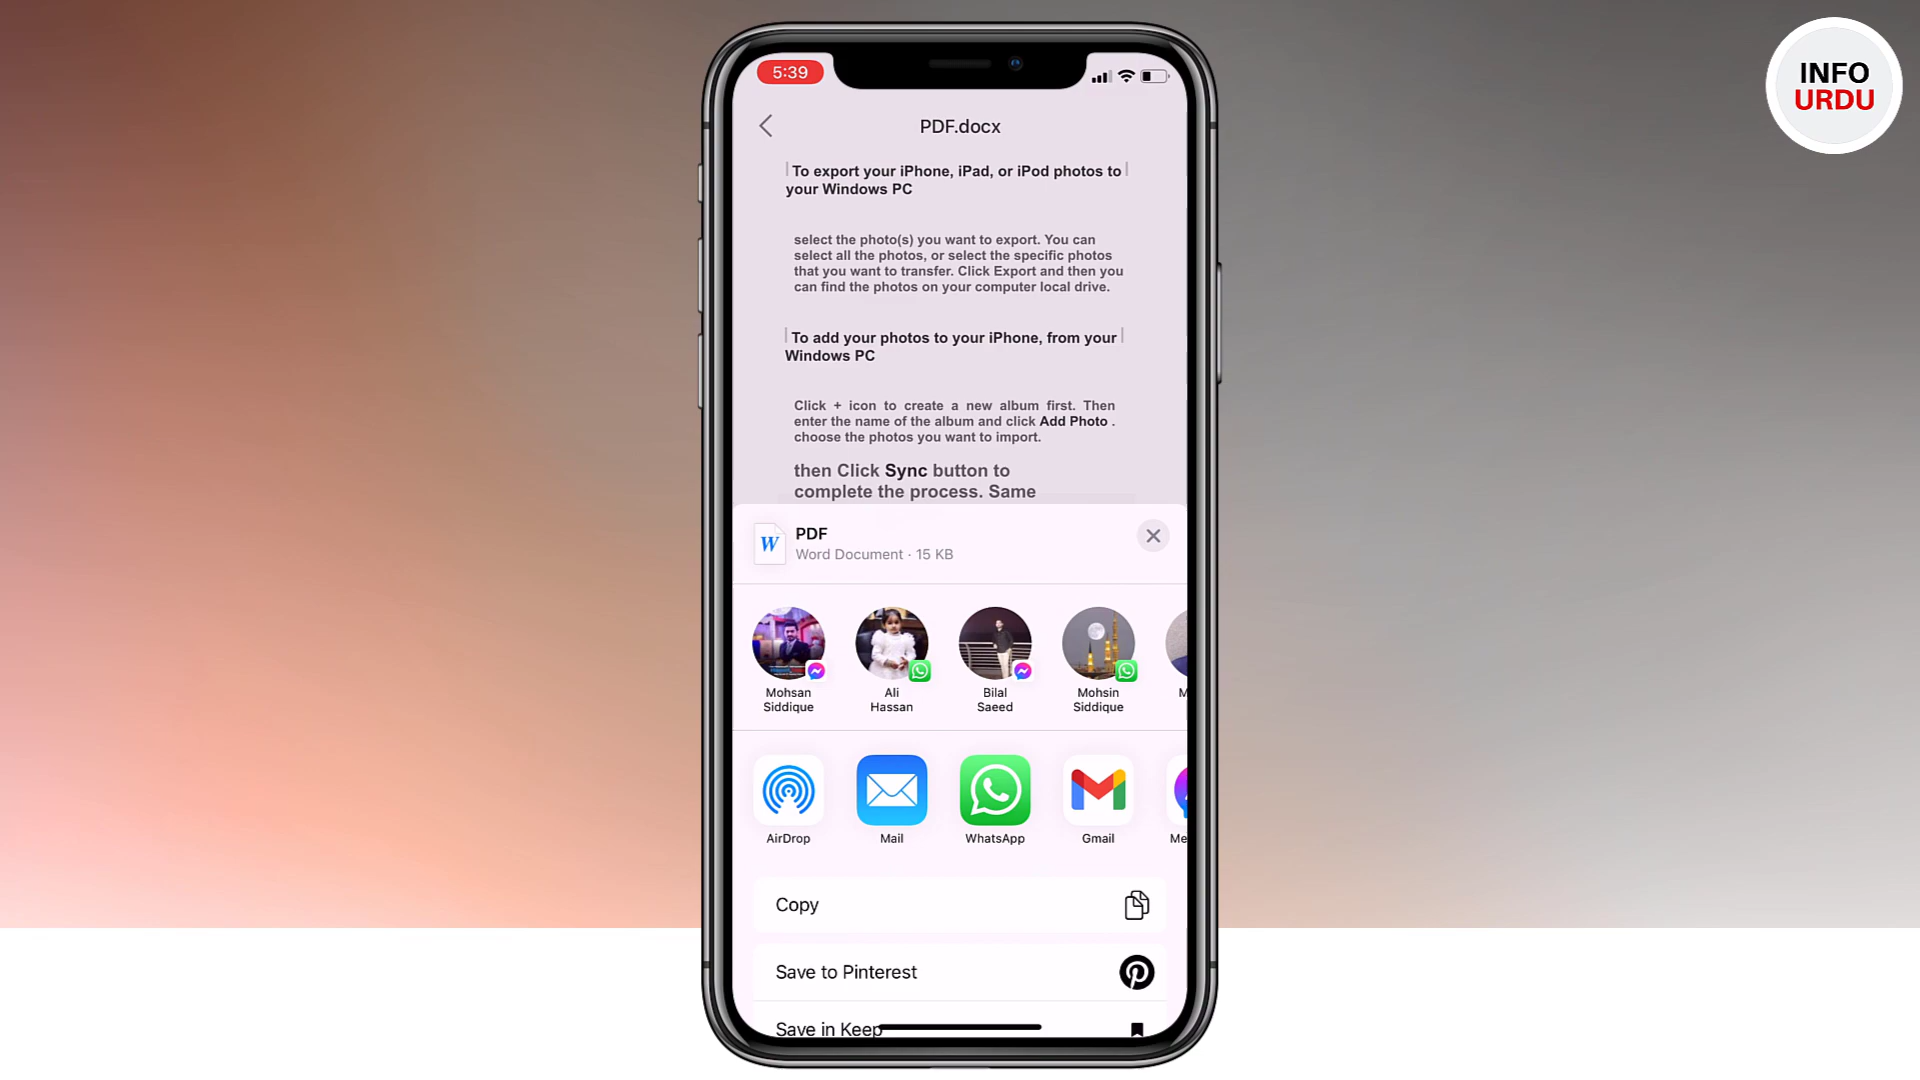 INFO
URDU
5:39
PDF.docx
To export your iPhone, iPad, or iPod photos to
your Windows PC
select the photo(s) you want to export. You can
select all the photos, or select the specific photos
that you want to transfer. Click Export and then you
can find the photos on your computer local drive.
To add your photos to your iPhone, from your
Windows PC
Click + icon to create a new album first. Then
enter the name of the album and click Add Photo .
choose the photos you want to import.
then Click Sync button to
complete the process. Same
W
PDF
Word Document · 15 KB
Mohsan
Siddique
Ali
Hassan
Bilal
Saeed
Mohsin
Siddique
M
AirDrop
Mail
WhatsApp
Gmail
Me
Copy
Save to Pinterest
Save in Keep